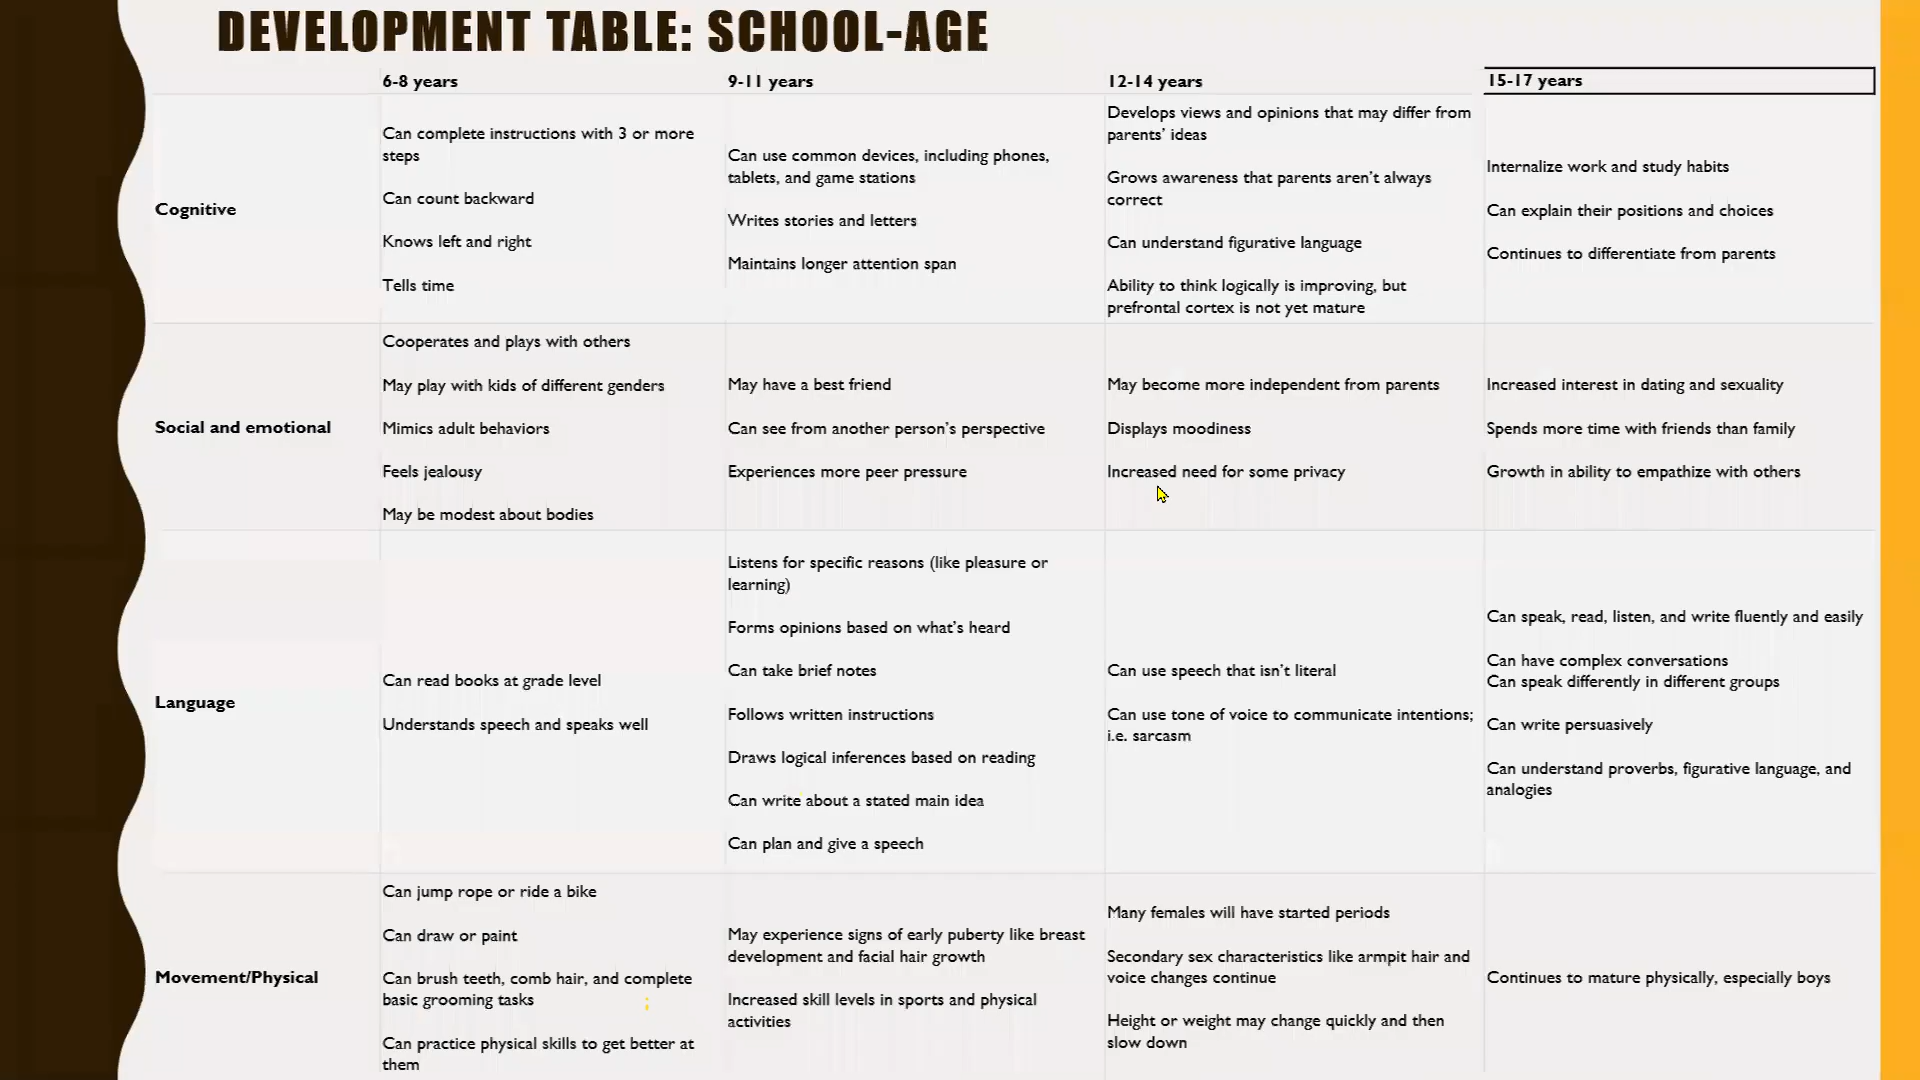 DEVELOPMENT TABLE: SCHOOL-AGE
6-8 years
9-11 years
12-14 years
15-17 years
Cognitive
Can complete instructions with 3 or more
steps
Can count backward
Knows left and right
Tells time
Can use common devices, including phones,
tablets, and game stations
Writes stories and letters
Maintains longer attention span
Develops views and opinions that may differ from
parents' ideas
Grows awareness that parents aren't always
correct
Can understand figurative language
Ability to think logically is improving, but
prefrontal cortex is not yet mature
Internalize work and study habits
Can explain their positions and choices
Continues to differentiate from parents
Social and emotional
Cooperates and plays with others
May play with kids of different genders
Mimics adult behaviors
Feels jealousy
May be modest about bodies
May have a best friend
Can see from another person's perspective
Experiences more peer pressure
May become more independent from parents
Displays moodiness
Increased need for some privacy
Increased interest in dating and sexuality
Spends more time with friends than family
Growth in ability to empathize with others
Language
Can read books at grade level
Understands speech and speaks well
Listens for specific reasons (like pleasure or
learning)
Forms opinions based on what's heard
Can take brief notes
Follows written instructions
Draws logical inferences based on reading
Can write about a stated main idea
Can plan and give a speech
Can use speech that isn't literal
Can use tone of voice to communicate intentions;
i.e. sarcasm
Can speak, read, listen, and write fluently and easily
Can have complex conversations
Can speak differently in different groups
Can write persuasively
Can understand proverbs, figurative language, and
analogies
Movement/Physical
Can jump rope or ride a bike
Can draw or paint
Can brush teeth, comb hair, and complete
basic grooming tasks
Can practice physical skills to get better at
them
May experience signs of early puberty like breast
development and facial hair growth
Increased skill levels in sports and physical
activities
Many females will have started periods
Secondary sex characteristics like armpit hair and
voice changes continue
Height or weight may change quickly and then
slow down
Continues to mature physically, especially boys